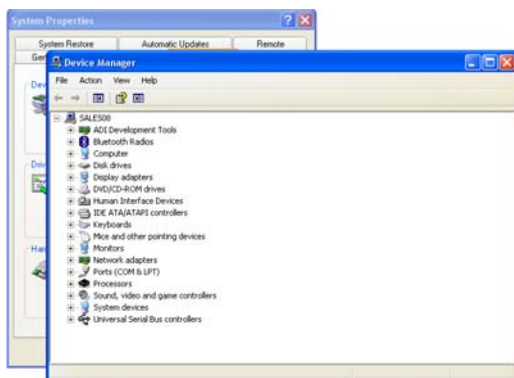 System Properties
System Restore
Automatic Updates
Remote
Device Manager
File Action View Help
SALES08
ADI Development Tools
Bluetooth Radios
Computer
Disk drives
Display adapters
DVD/CD-ROM drives
Human Interface Devices
IDE ATA/ATAPI controllers
Keyboards
Mice and other pointing devices
Monitors
Network adapters
Ports (COM & LPT)
Processors
Sound, video and game controllers
System devices
Universal Serial Bus controllers